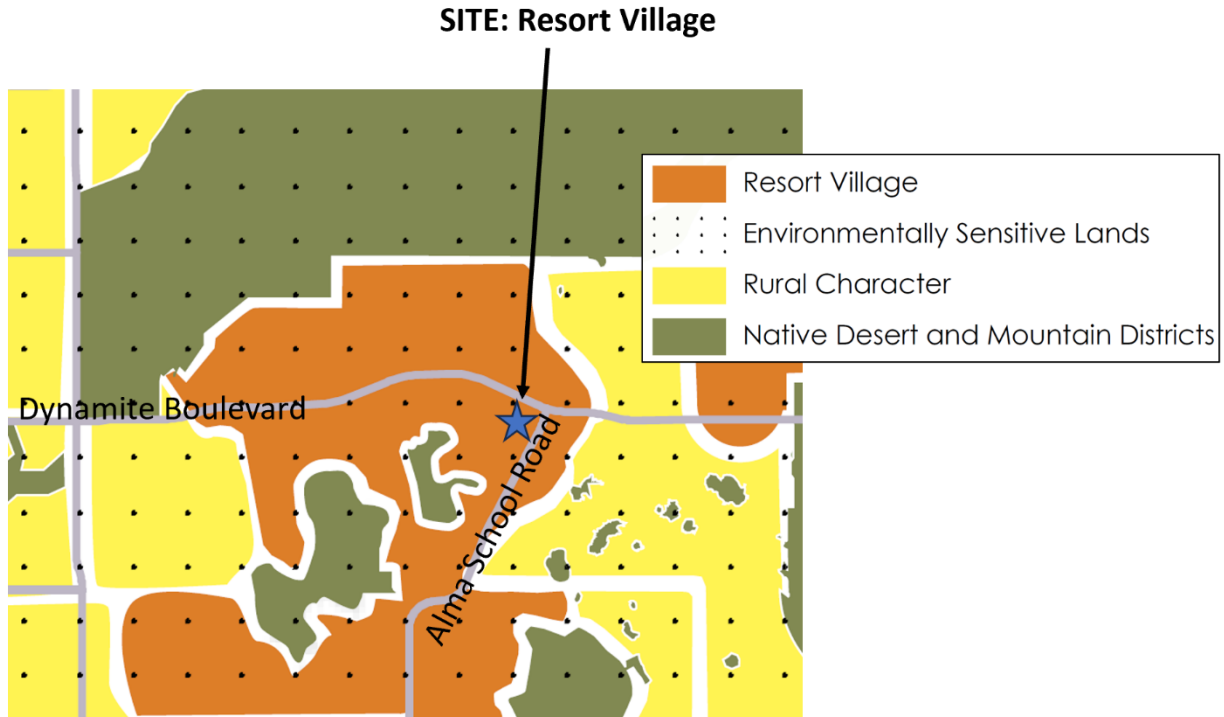 SITE: Resort Village
Resort Village
Environmentally Sensitive Lands
Rural Character
Native Desert and Mountain Districts
Dynamite Boulevard
Alma School Road